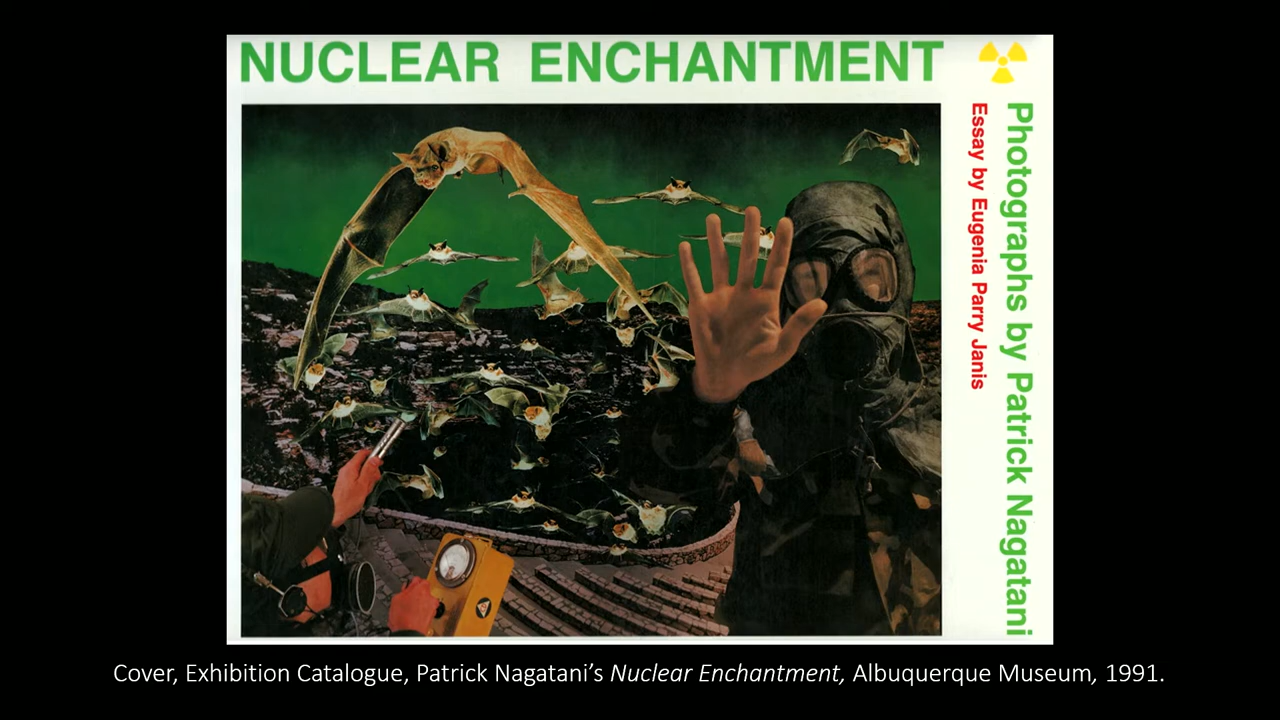 NUCLEAR ENCHANTMENT
Photographs by Patrick Nagatani
Essay by Eugenia Parry Janis
Cover, Exhibition Catalogue, Patrick Nagatani’s Nuclear Enchantment, Albuquerque Museum, 1991.